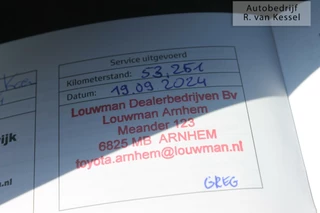 Autobedrijf
R. van Kessel
Service uitgevoerd
Kilometerstand: 53,251
Datum: 19.09 2024
Louwman Dealerbedrijven Bv
Louwman Arnhem
Meander 123
6825 MB ARNHEM
toyota.arnhem@louwman.nl
GREG